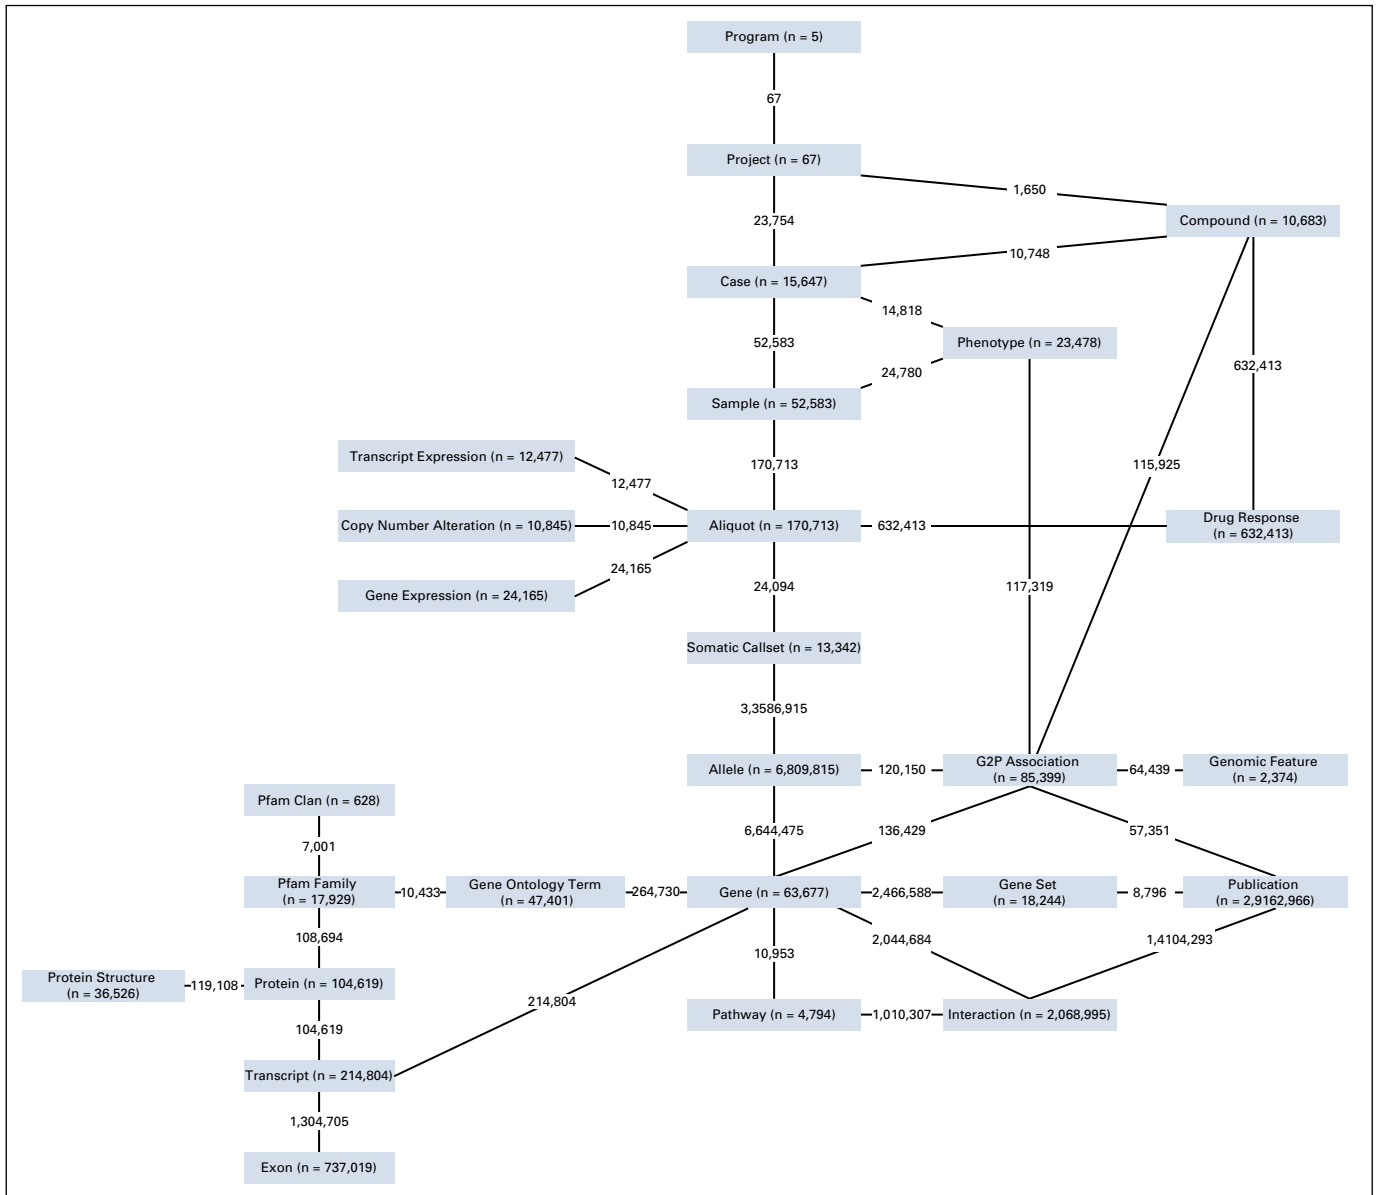 Program (n = 5)
67
Project (n = 67)
1,650
23,754
Compound (n = 10,683)
10,748
Case (n = 15,647)
14,818
52,583
Phenotype (n = 23,478)
632,413
24,780
Sample (n = 52,583)
Transcript Expression (n = 12,477)
170,713
115,925
12,477
Copy Number Alteration (n = 10,845)
10,845
Aliquot (n = 170,713)
632,413
Drug Response
(n = 632,413)
24,165
24,094
117,319
Gene Expression (n = 24,165)
Somatic Callset (n = 13,342)
3,3586,915
Allele (n = 6,809,815)
120,150
G2P Association
(n = 85,399)
64,439
Genomic Feature
(n = 2,374)
Pfam Clan (n = 628)
6,644,475
136,429
57,351
7,001
Pfam Family
(n = 17,929)
10,433
Gene Ontology Term
(n = 47,401)
264,730
Gene (n = 63,677)
2,466,588
Gene Set
(n = 18,244)
8,796
Publication
(n = 2,9162,966)
108,694
10,953
2,044,684
1,4104,293
Protein Structure
(n = 36,526)
119,108
Protein (n = 104,619)
214,804
Pathway (n = 4,794)
1,010,307
Interaction (n = 2,068,995)
104,619
Transcript (n = 214,804)
1,304,705
Exon (n = 737,019)